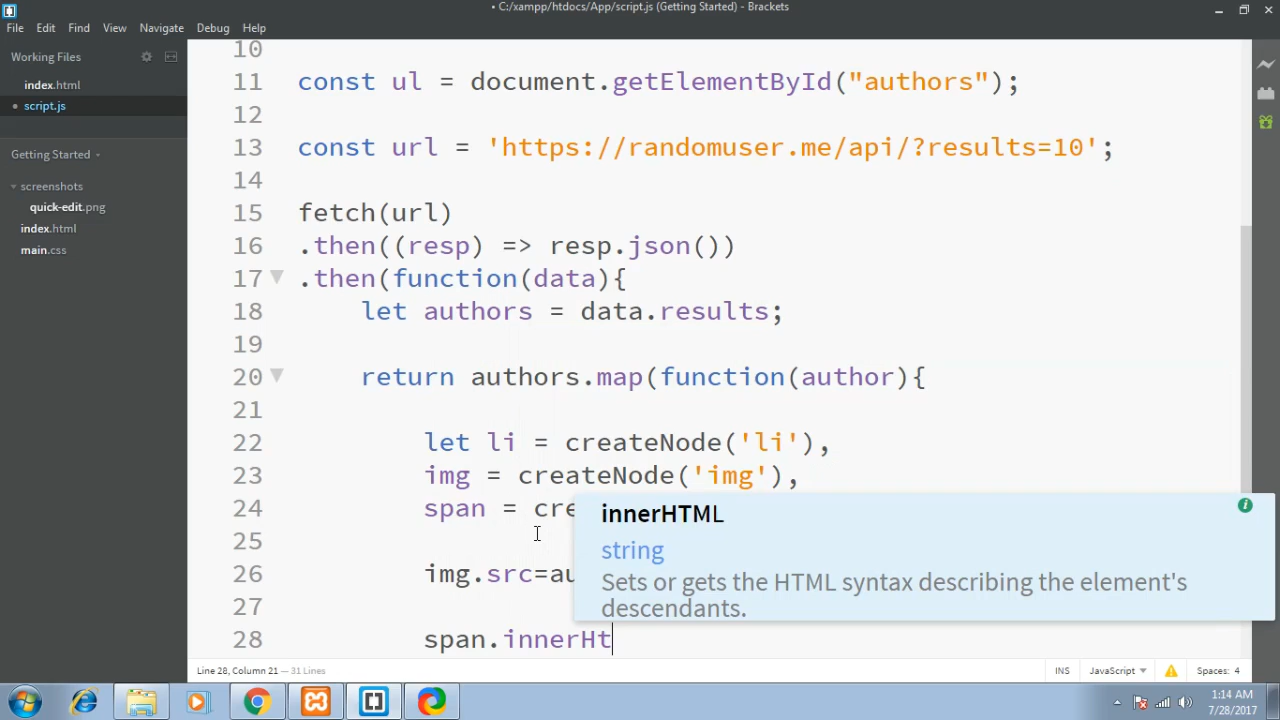 • C:/xampp/htdocs/App/script.js (Getting Started) - Brackets
File Edit Find View Navigate Debug Help
Working Files
index.html
• script.js
Getting Started
screenshots
quick-edit.png
index.html
main.css
10
11 const ul = document.getElementById("authors");
12
13 const url = 'https://randomuser.me/api/?results=10';
14
15 fetch(url)
16 .then((resp) => resp.json())
17 .then(function(data){
18 let authors = data.results;
19
20 return authors.map(function(author){
21
22 let li = createNode('li'),
23 img = createNode('img'),
24 span = cre
25
26 img.src=au
27
28 span.innerHt
innerHTML
string
Sets or gets the HTML syntax describing the element's
descendants.
Line 28, Column 21 — 31 Lines
INS JavaScript Spaces: 4
1:14 AM
7/28/2017